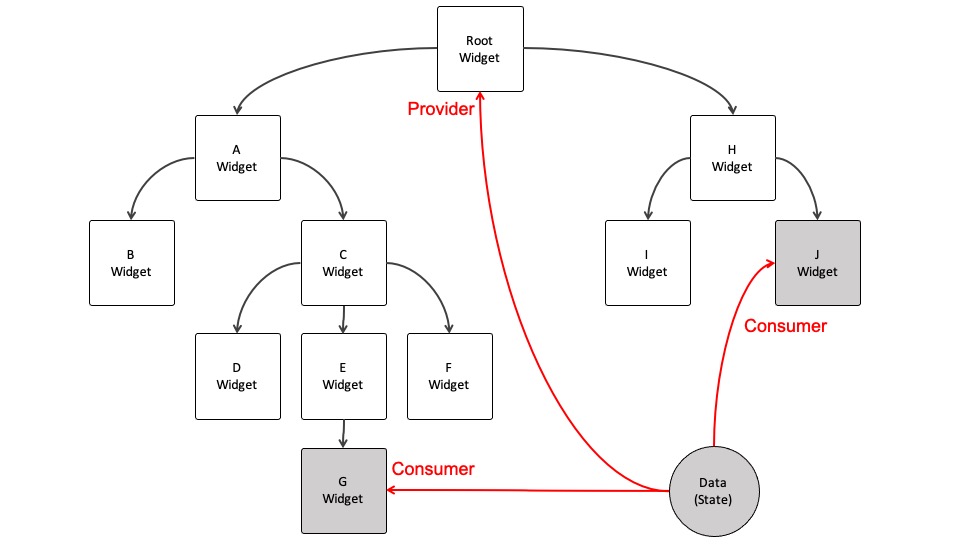 Root
Widget
Provider
A
Widget
H
Widget
B
Widget
C
Widget
I
Widget
J
Widget
Consumer
D
Widget
E
Widget
F
Widget
Consumer
G
Widget
Data
(State)